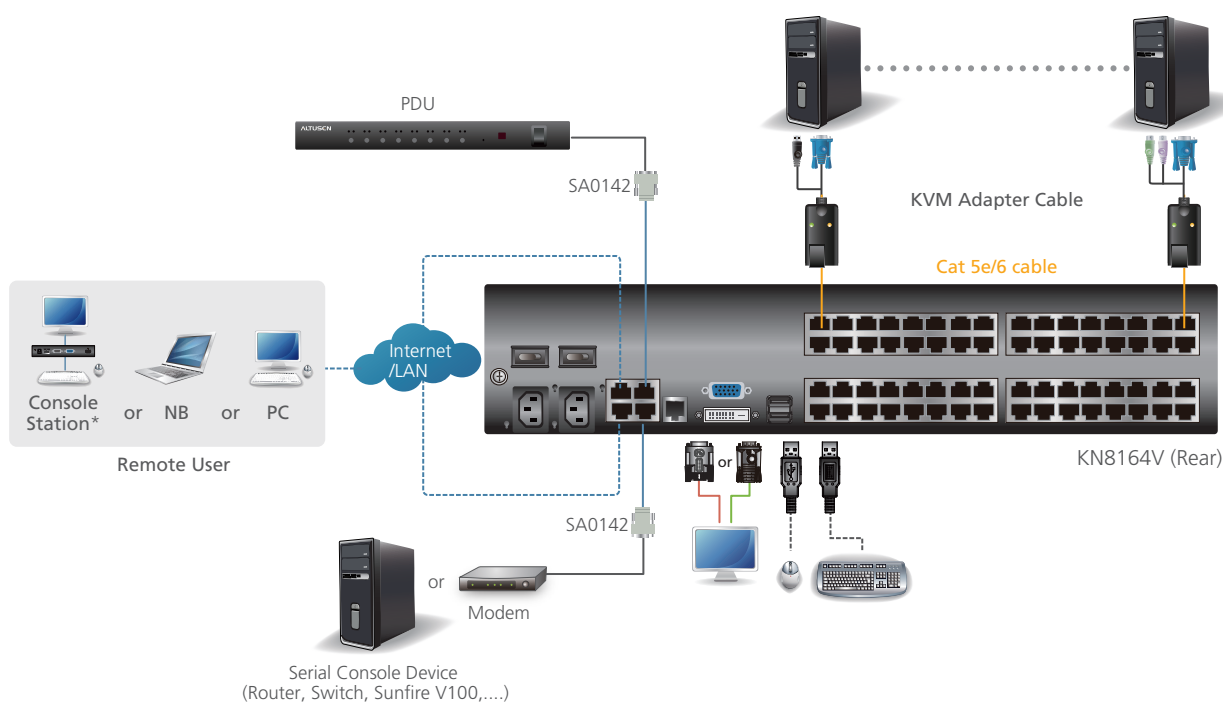 PDU
ALTUSCN
SA0142
KVM Adapter Cable
Cat 5e/6 cable
Internet
/LAN
Console
Station*
or
NB
or
PC
Remote User
or
KN8164V (Rear)
SA0142
or
Modem
Serial Console Device
(Router, Switch, Sunfire V100,....)